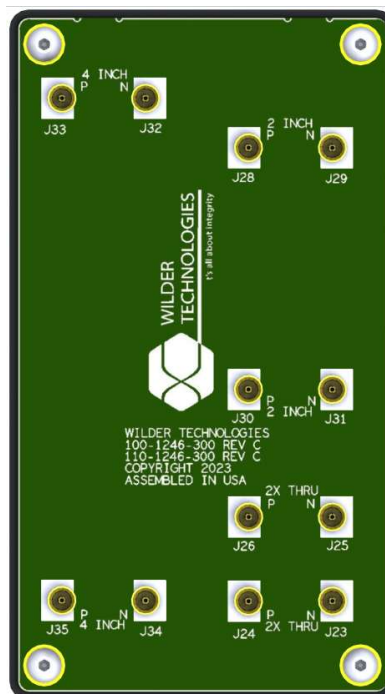 4 INCH
P N
J33 J32
2 INCH
P N
J28 J29
WILDER
TECHNOLOGIES
t's all about integrity
P N
J30 2 INCH J31
WILDER TECHNOLOGIES
100-1246-300 REV C
110-1246-300 REV C
COPYRIGHT 2023
ASSEMBLED IN USA
2X THRU
P N
J26 J25
P N
J35 4 INCH J34
P N
J24 2X THRU J23